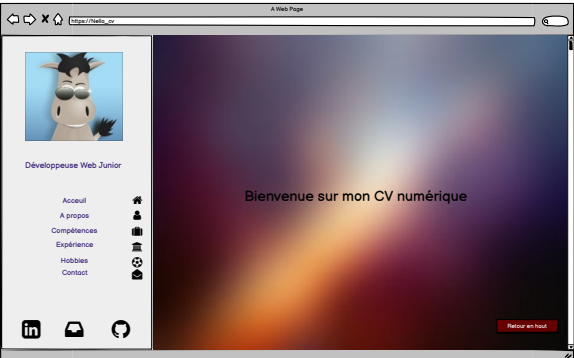 A Web Page
https://Nello_cv
Développeuse Web Junior
Acceuil
A propos
Compétences
Expérience
Hobbies
Contact
Bienvenue sur mon CV numérique
Retour en haut
in